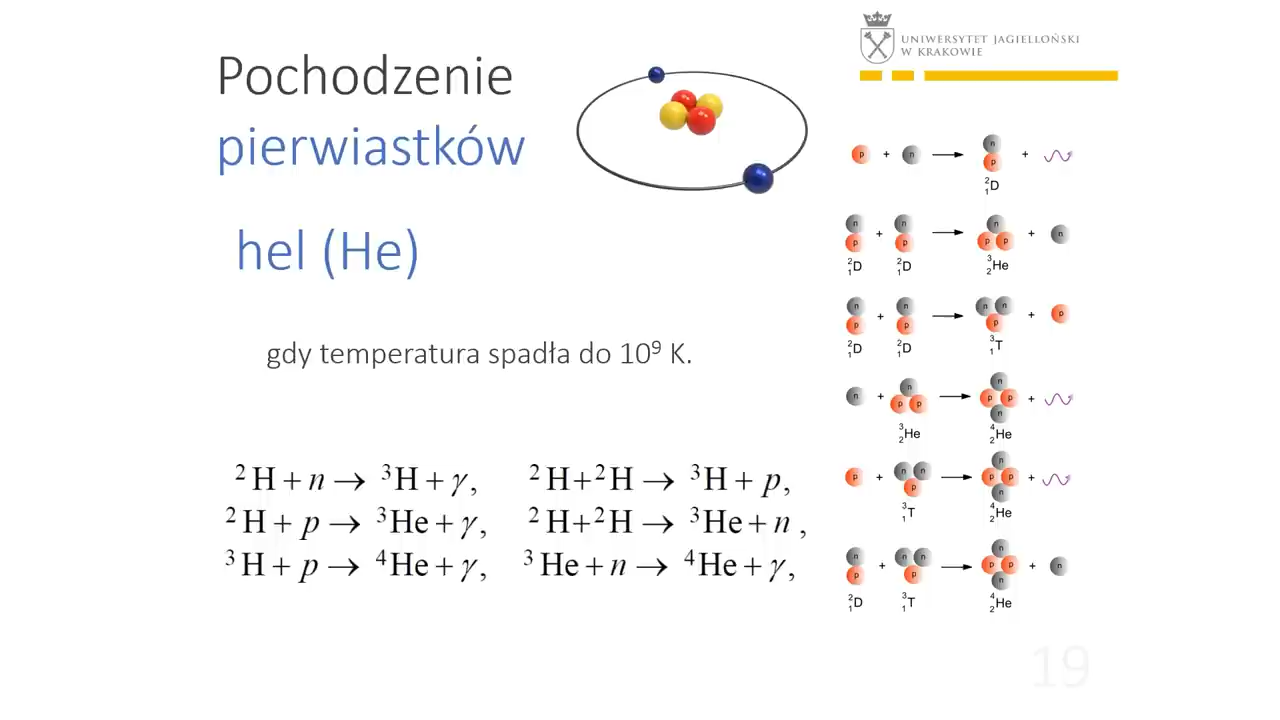 UNIWERSYTET JAGIELLOŃSKI
W KRAKOWIE
Pochodzenie
pierwiastków
hel (He)
gdy temperatura spadła do 10⁹ K.
²H + n → ³H + γ, ²H+²H → ³H + p,
²H + p → ³He + γ, ²H+²H → ³He + n ,
³H + p → ⁴He + γ, ³He + n → ⁴He + γ,
p + n → n p +
²₁D
n p + n p → n p p + n
²₁D ²₁D ³₂He
n p + n p → n n p + p
²₁D ²₁D ³₁T
n + n p p → n p p n +
³₂He ⁴₂He
p + n n p → n p p n +
³₁T ⁴₂He
n p + n n p → n p p n + n
²₁D ³₁T ⁴₂He
19